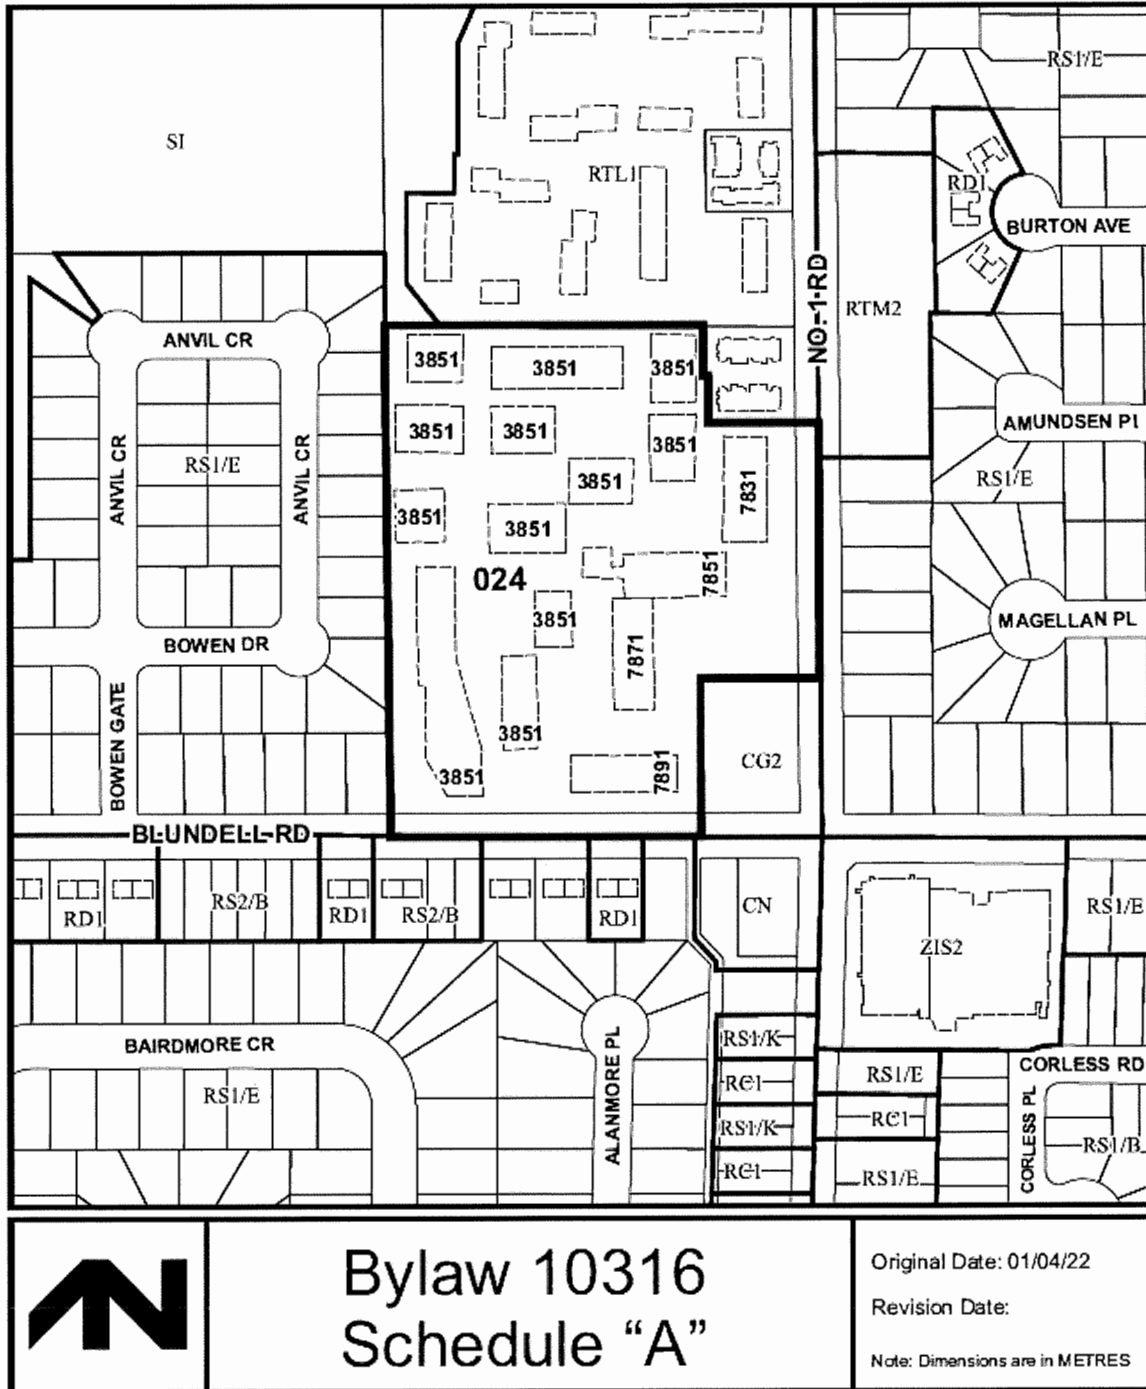 RS1/E
SI
RTL1
RD1
BURTON AVE
NO-1-RD
RTM2
ANVIL CR
3851
3851
3851
3851
3851
3851
AMUNDSEN Pl
ANVIL CR
RS1/E
ANVIL CR
3851
7831
RS1/E
3851
3851
024
7851
3851
MAGELLAN PL
BOWEN DR
7871
BOWEN GATE
3851
3851
7891
CG2
BLUNDELL-RD
RD1
RS2/B
RD1
RS2/B
RD1
CN
RS1/E
ZIS2
BAIRDMORE CR
RS1/K
CORLESS RD
RS1/E
ALANMORE PL
RC1
RS1/E
RS1/K
RC1
CORLESS PL
RS1/B
RC1
RS1/E
Bylaw 10316
Schedule “A”
Original Date: 01/04/22
Revision Date:
Note: Dimensions are in METRES